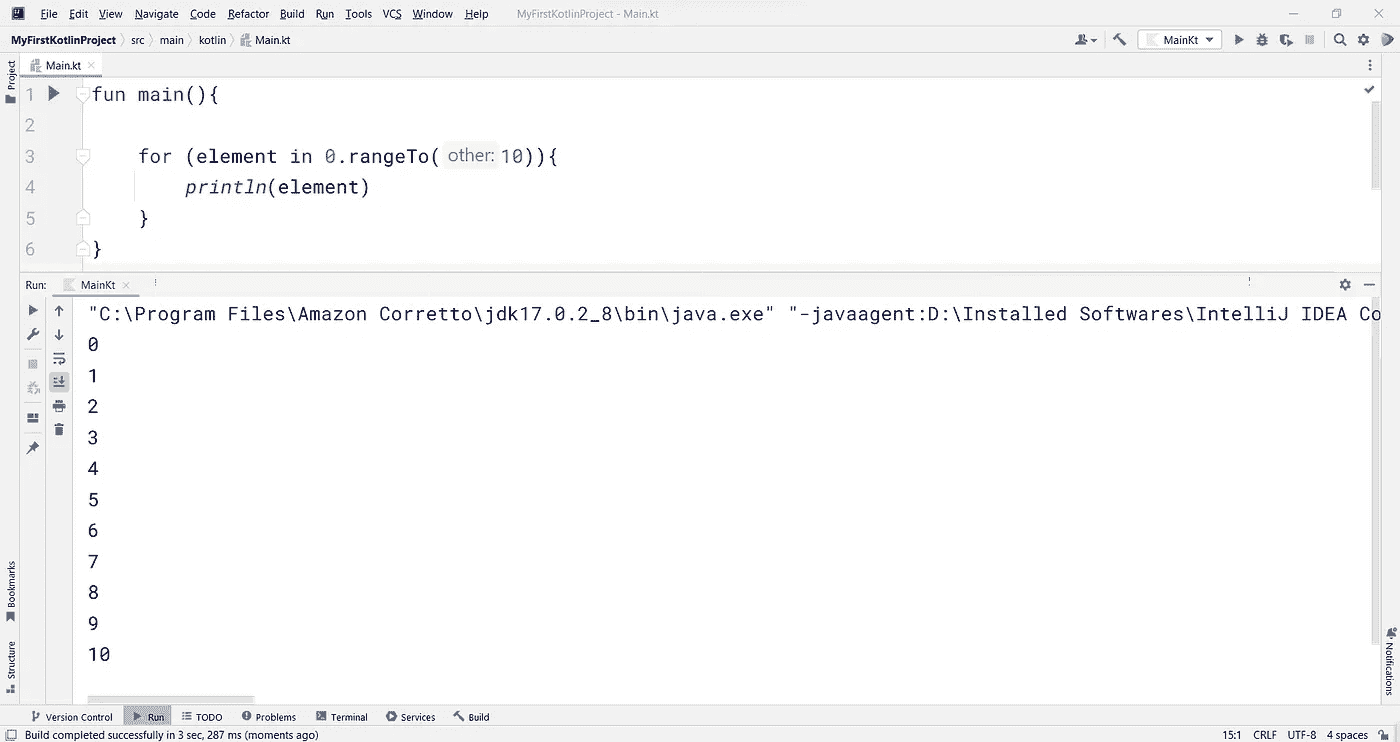 File Edit View Navigate Code Refactor Build Run Tools VCS Window Help MyFirstKotlinProject - Main.kt
MyFirstKotlinProject src main kotlin Main.kt MainKt
Project
Main.kt
1 fun main(){
2
3 for (element in 0.rangeTo( other: 10)){
4 println(element)
5 }
6 }
Run: MainKt
"C:\Program Files\Amazon Corretto\jdk17.0.2_8\bin\java.exe" "-javaagent:D:\Installed Softwares\IntelliJ IDEA Co
0
1
2
3
4
5
6
7
8
9
10
Bookmarks
Structure
Notifications
Version Control Run TODO Problems Terminal Services Build
Build completed successfully in 3 sec, 287 ms (moments ago) 15:1 CRLF UTF-8 4 spaces